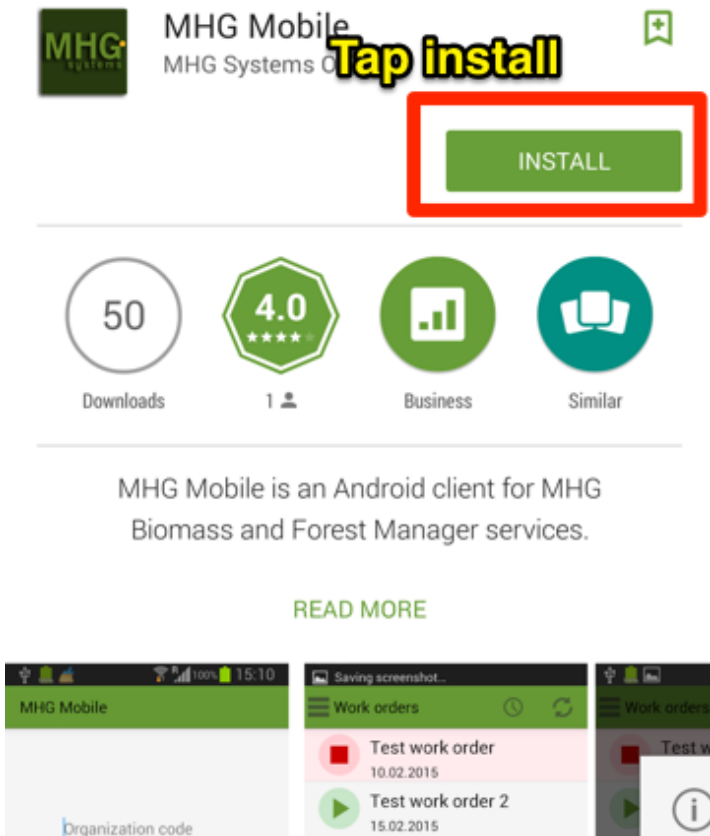 MHG
systems
MHG Mobile
MHG Systems O
Tap install
INSTALL
50
4.0
Downloads
1
Business
Similar
MHG Mobile is an Android client for MHG
Biomass and Forest Manager services.
READ MORE
100% 15:10
Saving screenshot...
MHG Mobile
Work orders
Work orders
Test work order
10.02.2015
Test w
Test work order 2
15.02.2015
Organization code